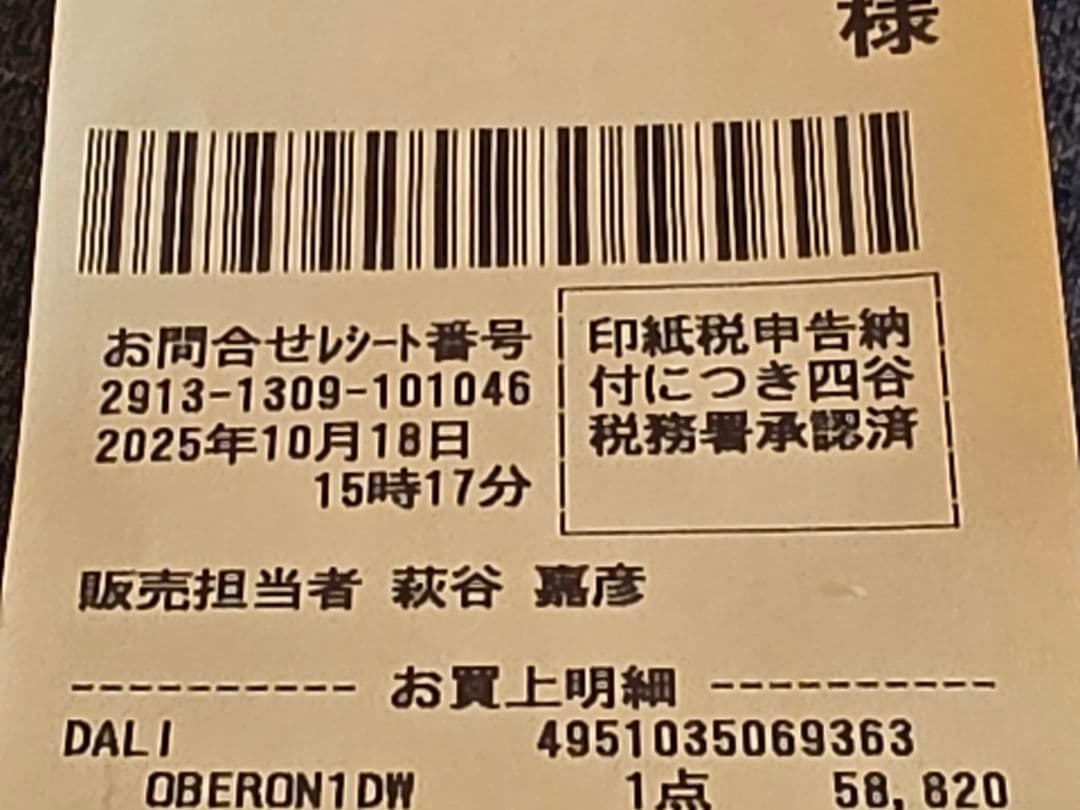 様
お問合せﾚｼｰﾄ番号
2913-1309-101046
2025年10月18日
15時17分
印紙税申告納
付につき四谷
税務署承認済
販売担当者 萩谷 嘉彦
---------- お買上明細 ----------
DALI 4951035069363
OBERON1DW 1点 58,820